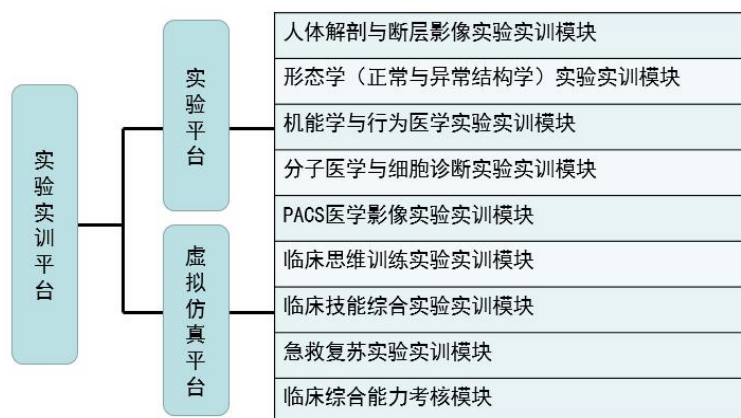 实验实训平台
实验平台
虚拟仿真平台
人体解剖与断层影像实验实训模块
形态学（正常与异常结构学）实验实训模块
机能学与行为医学实验实训模块
分子医学与细胞诊断实验实训模块
PACS医学影像实验实训模块
临床思维训练实验实训模块
临床技能综合实验实训模块
急救复苏实验实训模块
临床综合能力考核模块